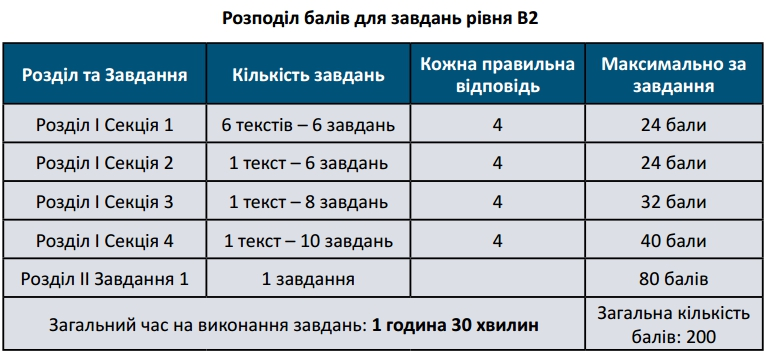 Розподіл балів для завдань рівня В2
Розділ та Завдання Кількість завдань Кожна правильна відповідь Максимально за завдання
Розділ І Секція 1 6 текстів – 6 завдань 4 24 бали
Розділ І Секція 2 1 текст – 6 завдань 4 24 бали
Розділ І Секція 3 1 текст – 8 завдань 4 32 бали
Розділ І Секція 4 1 текст – 10 завдань 4 40 бали
Розділ ІІ Завдання 1 1 завдання 80 балів
Загальний час на виконання завдань: 1 година 30 хвилин Загальна кількість балів: 200